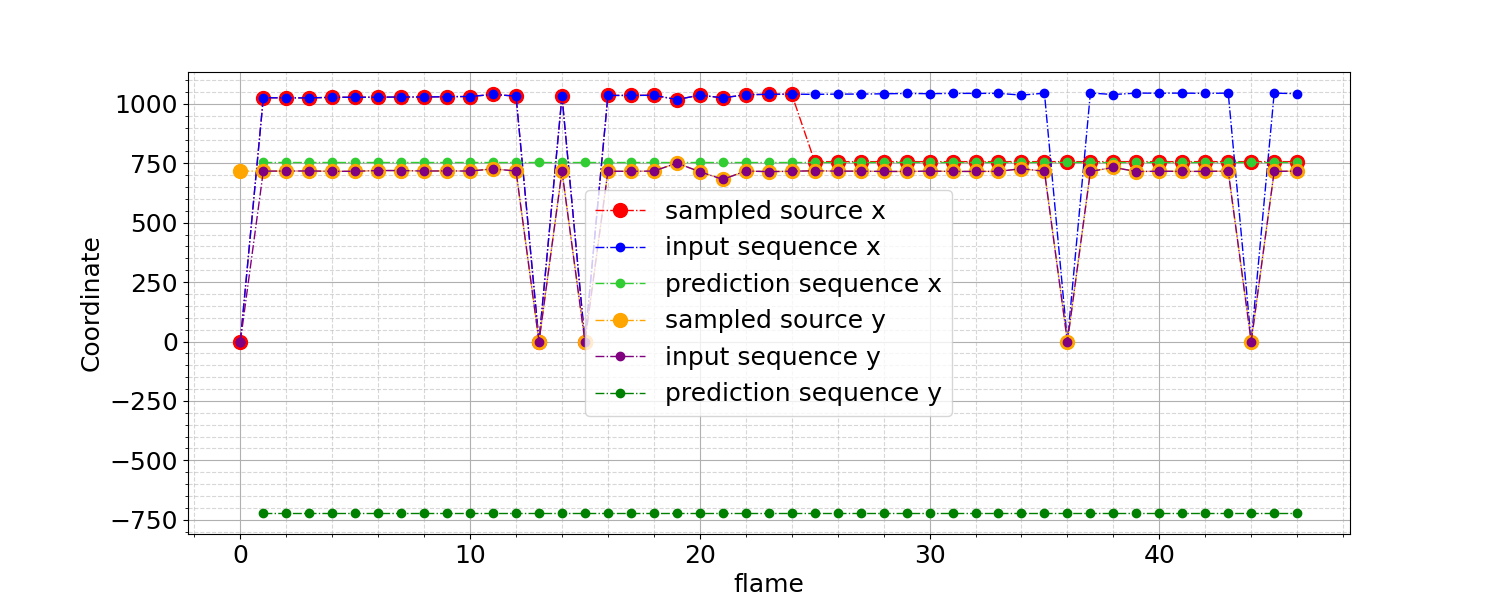 1000
750
500
250
0
−250
−500
−750
Coordinate
sampled source x
input sequence x
prediction sequence x
sampled source y
input sequence y
prediction sequence y
0 10 20 30 40
flame